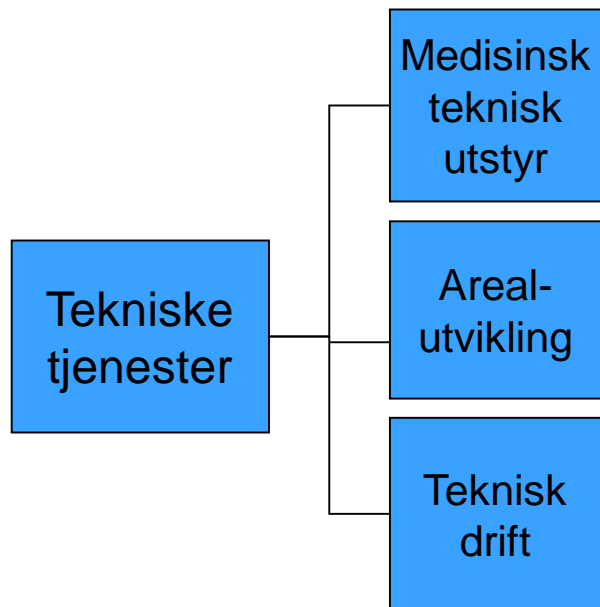 Medisinsk
teknisk
utstyr
Tekniske
tjenester
Areal-
utvikling
Teknisk
drift